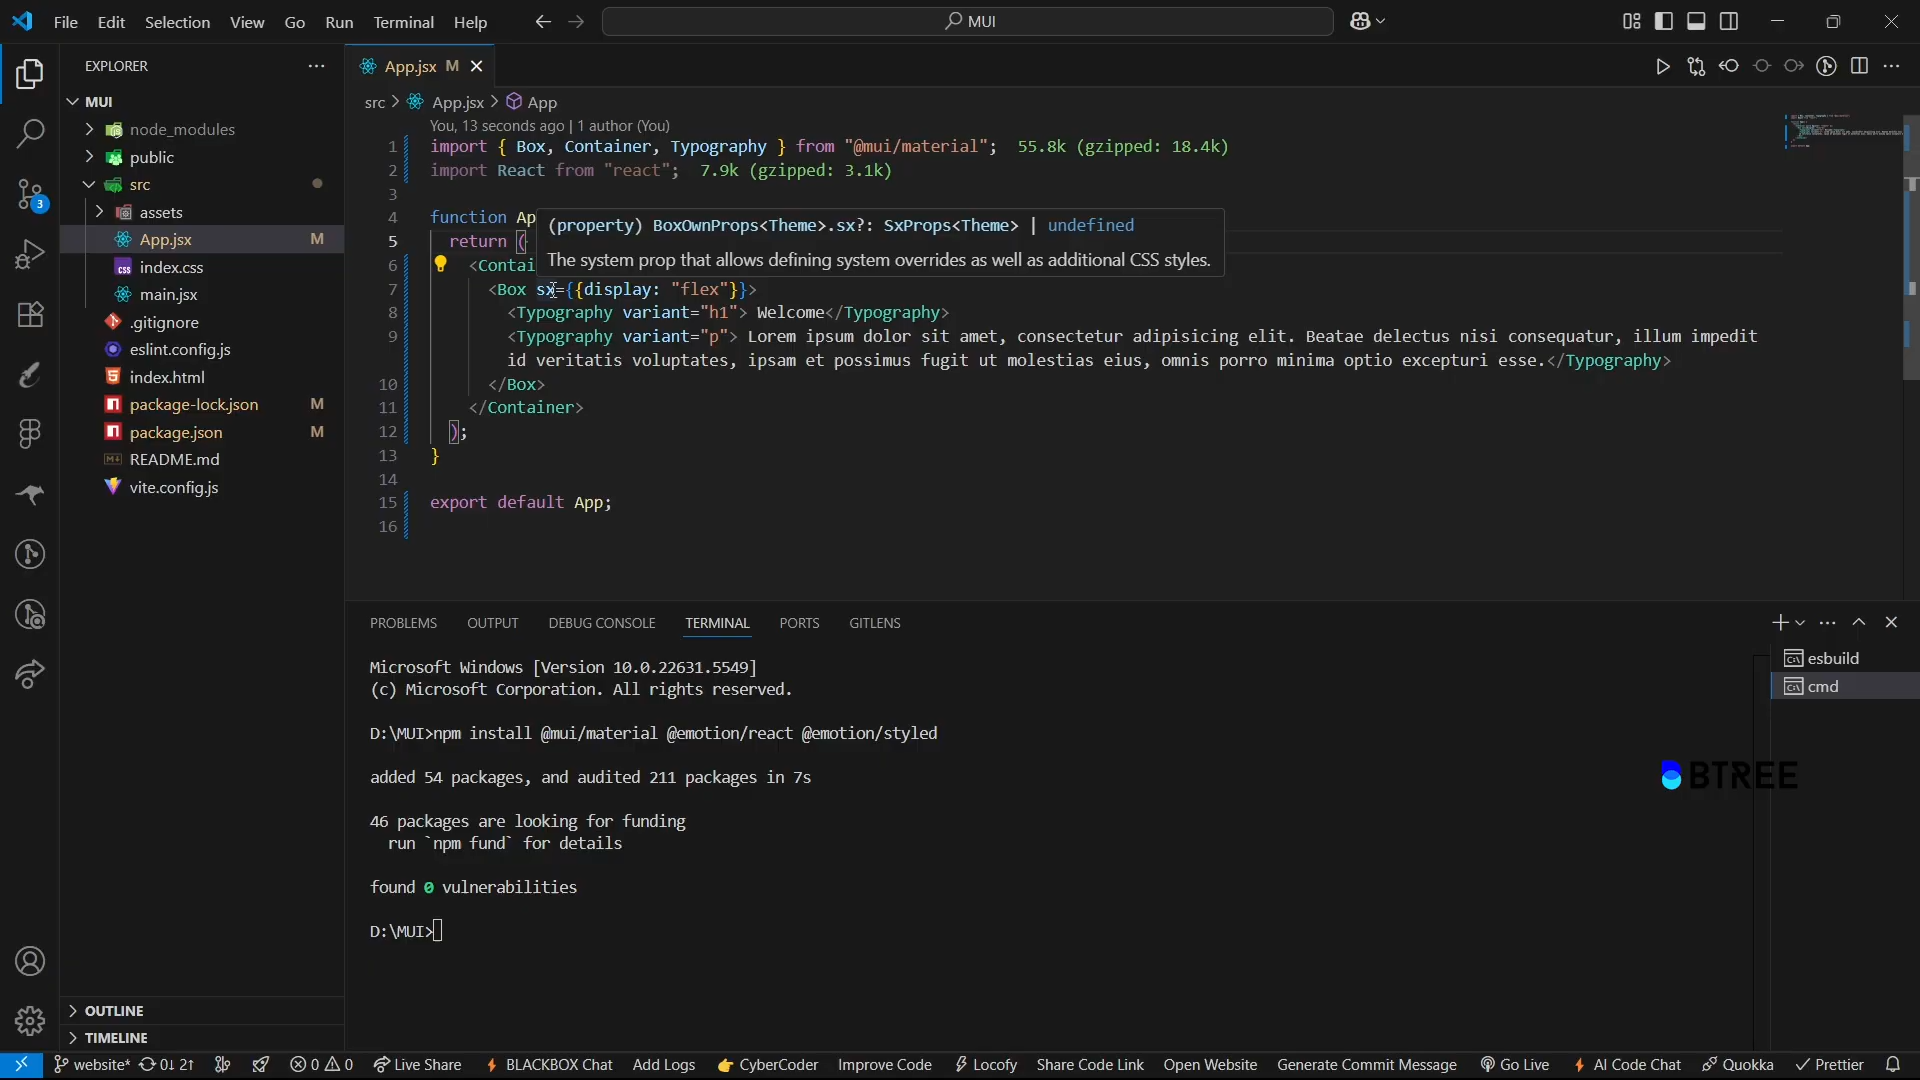 File Edit Selection View Go Run Terminal Help
MUI
EXPLORER
MUI
node_modules
public
src
assets
App.jsx M
index.css
main.jsx
.gitignore
eslint.config.js
index.html
package-lock.json M
package.json M
README.md
vite.config.js
OUTLINE
TIMELINE
3
App.jsx M
src > App.jsx > App
You, 13 seconds ago | 1 author (You)
1 import { Box, Container, Typography } from "@mui/material"; 55.8k (gzipped: 18.4k)
2 import React from "react"; 7.9k (gzipped: 3.1k)
3
4 function Ap
(property) BoxOwnProps<Theme>.sx?: SxProps<Theme> | undefined
5 return (
The system prop that allows defining system overrides as well as additional CSS styles.
6 <Contai
7 <Box sx={{display: "flex"}}>
8 <Typography variant="h1"> Welcome</Typography>
9 <Typography variant="p"> Lorem ipsum dolor sit amet, consectetur adipisicing elit. Beatae delectus nisi consequatur, illum impedit
id veritatis voluptates, ipsam et possimus fugit ut molestias eius, omnis porro minima optio excepturi esse.</Typography>
10 </Box>
11 </Container>
12 );
13 }
14
15 export default App;
16
PROBLEMS OUTPUT DEBUG CONSOLE TERMINAL PORTS GITLENS
esbuild
cmd
Microsoft Windows [Version 10.0.22631.5549]
(c) Microsoft Corporation. All rights reserved.
D:\MUI>npm install @mui/material @emotion/react @emotion/styled
added 54 packages, and audited 211 packages in 7s
46 packages are looking for funding
run `npm fund` for details
found 0 vulnerabilities
D:\MUI>
BTREE
website* 0↓ 2↑ 0 0 Live Share BLACKBOX Chat Add Logs CyberCoder Improve Code Locofy Share Code Link Open Website Generate Commit Message Go Live AI Code Chat Quokka Prettier